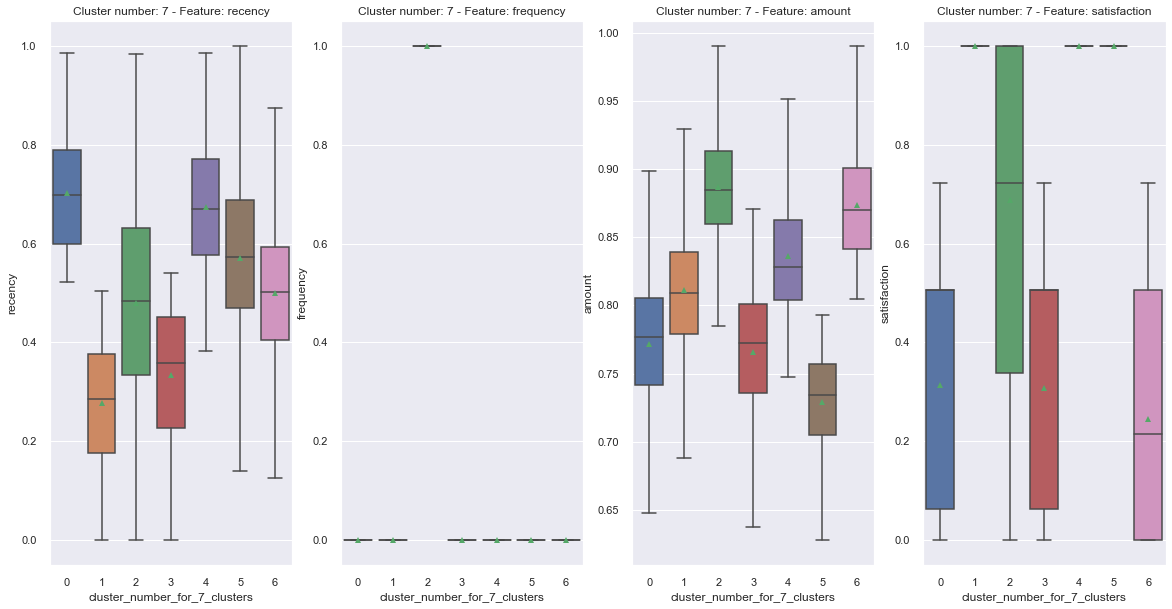 Cluster number: 7 - Feature: recency
1.0
0.8
0.6
0.4
0.2
0.0
recency
0 1 2 3 4 5 6
cluster_number_for_7_clusters
Cluster number: 7 - Feature: frequency
1.0
0.8
0.6
0.4
0.2
0.0
frequency
0 1 2 3 4 5 6
cluster_number_for_7_clusters
Cluster number: 7 - Feature: amount
1.00
0.95
0.90
0.85
0.80
0.75
0.70
0.65
amount
0 1 2 3 4 5 6
cluster_number_for_7_clusters
Cluster number: 7 - Feature: satisfaction
1.0
0.8
0.6
0.4
0.2
0.0
satisfaction
0 1 2 3 4 5 6
cluster_number_for_7_clusters